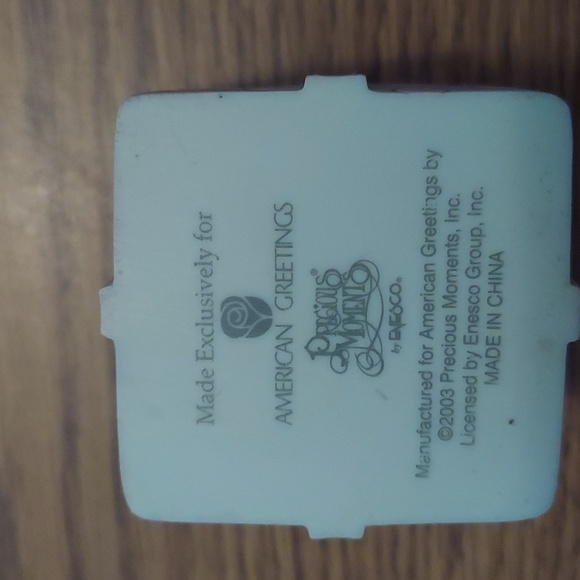 Made Exclusively for
AMERICAN GREETINGS
PRECIOUS
MOMENTS®
by ENESCO®
Manufactured for American Greetings by
©2003 Precious Moments, Inc.
Licensed by Enesco Group, Inc.
MADE IN CHINA